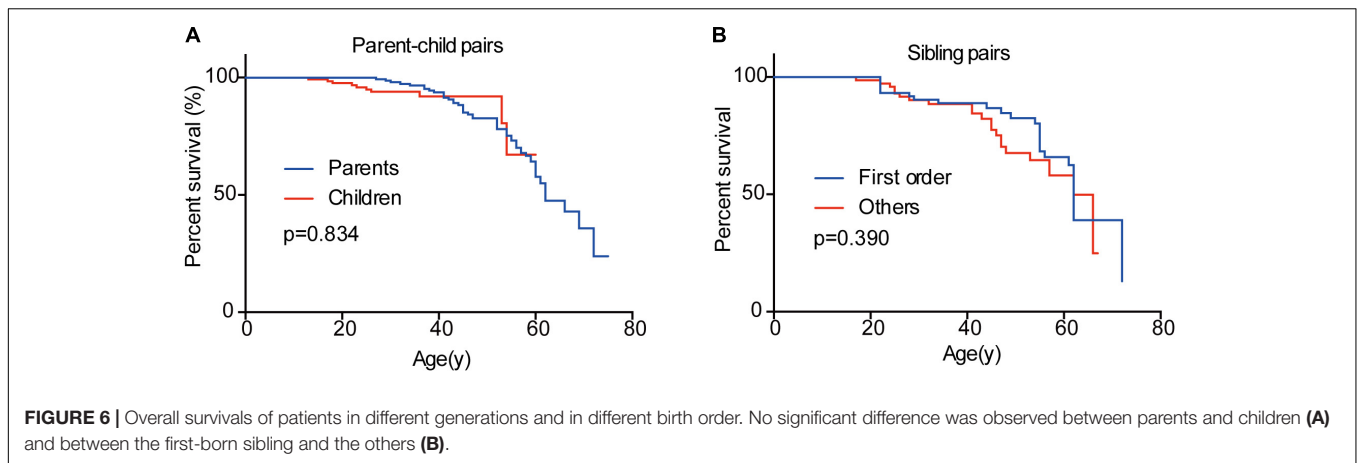 A
Parent-child pairs
Percent survival (%)
100
50
0
Parents
Children
p=0.834
0 20 40 60 80
Age(y)
B
Sibling pairs
Percent survival
100
50
0
First order
Others
p=0.390
0 20 40 60 80
Age(y)
FIGURE 6 | Overall survivals of patients in different generations and in different birth order. No significant difference was observed between parents and children (A)
and between the first-born sibling and the others (B).